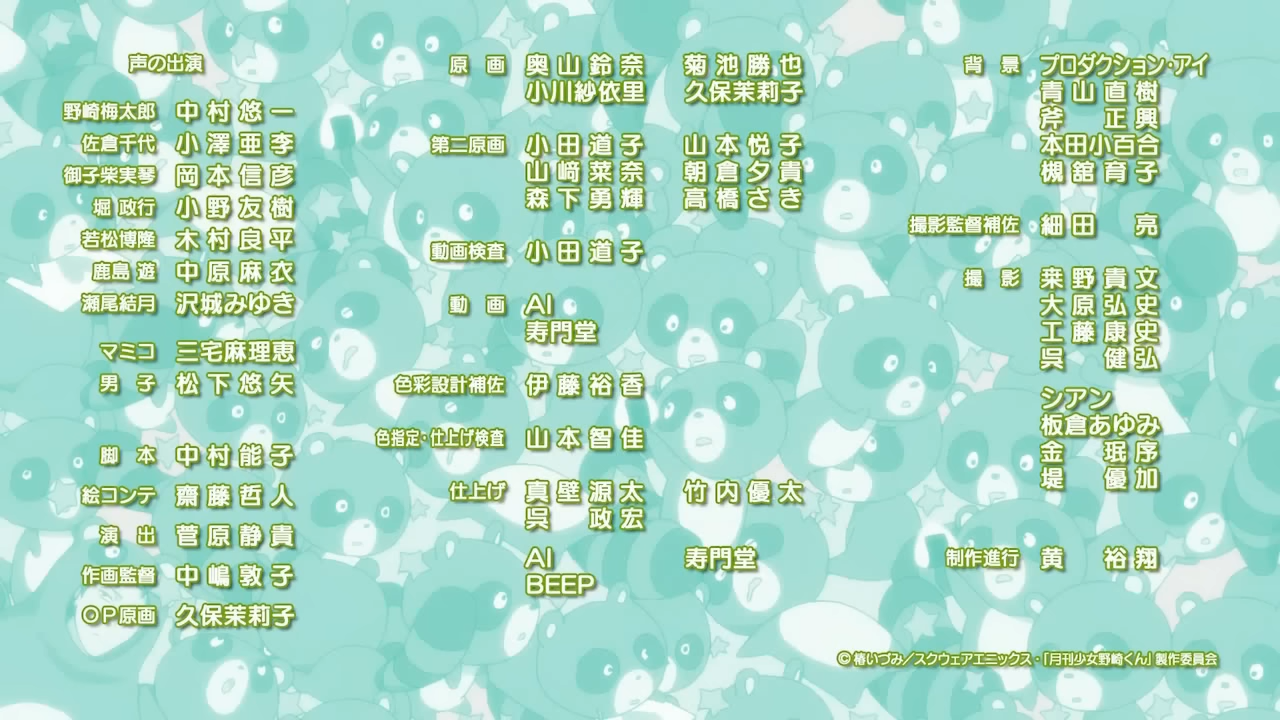 声の出演
野崎梅太郎 中村悠一
佐倉千代 小澤亜李
御子柴実琴 岡本信彦
堀 政行 小野友樹
若松博隆 木村良平
鹿島 遊 中原麻衣
瀬尾結月 沢城みゆき
マミコ 三宅麻理恵
男 子 松下悠矢
脚 本 中村能子
絵コンテ 齋藤哲人
演 出 菅原静貴
作画監督 中嶋敦子
OP原画 久保茉莉子
原 画 奥山鈴奈 菊池勝也
小川紗依里 久保茉莉子
第二原画 小田道子 山本悦子
山﨑菜奈 朝倉夕貴
森下勇輝 高橋さき
動画検査 小田道子
動 画 AI
寿門堂
色彩設計補佐 伊藤裕香
色指定・仕上げ検査 山本智佳
仕上げ 真壁源太 竹内優太
呉 政宏
AI 寿門堂
BEEP
背 景 プロダクション・アイ
青山直樹
斧 正興
本田小百合
槻舘育子
撮影監督補佐 細田 亮
撮 影 桒野貴文
大原弘史
工藤康史
呉 健弘
シアン
板倉あゆみ
金 珉序
堤 優加
制作進行 黄 裕翔
© 椿いづみ/スクウェアエニックス・「月刊少女野崎くん」製作委員会